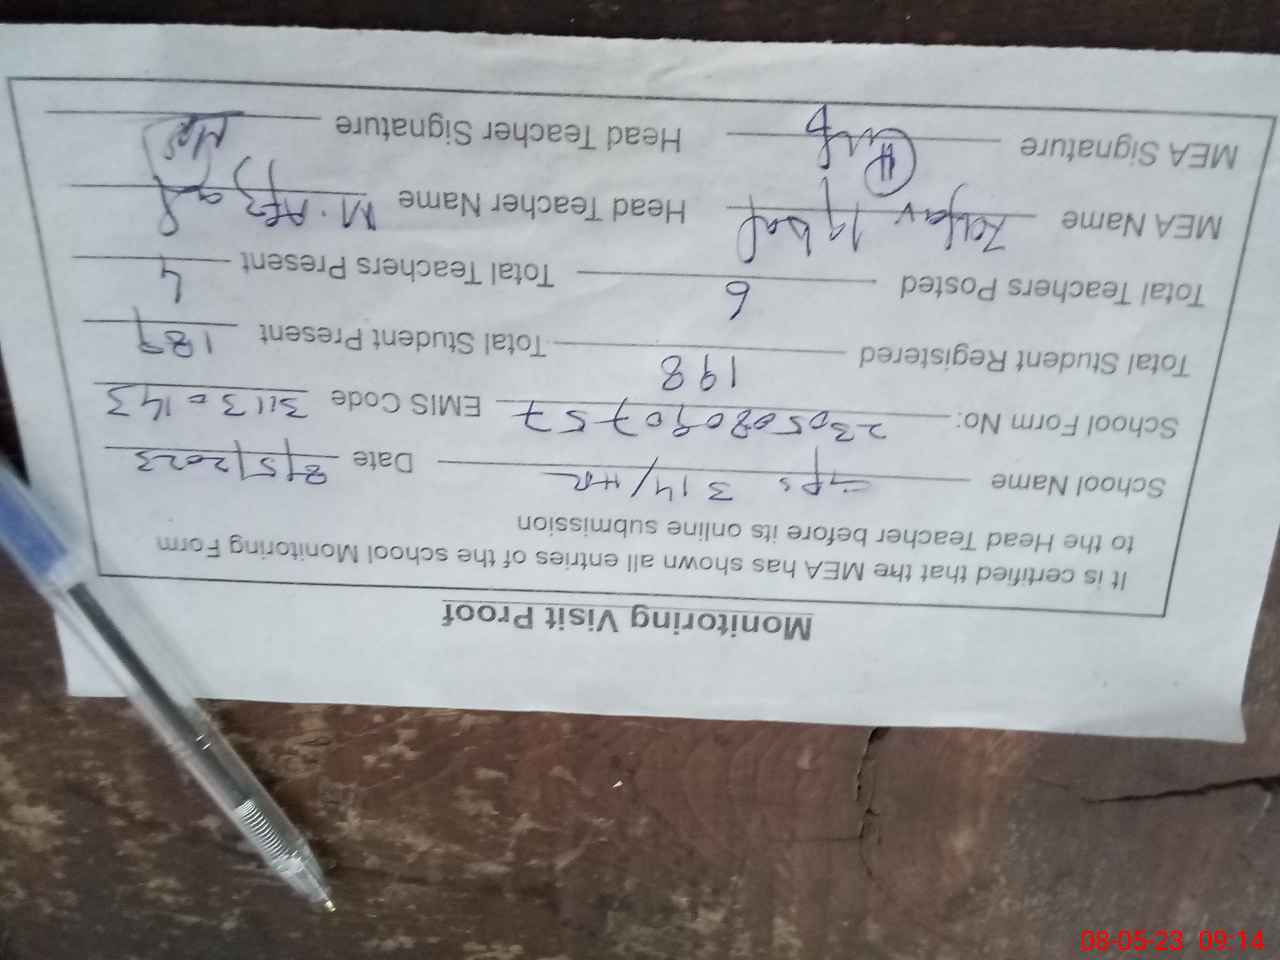 Monitoring Visit Proof
It is certified that the MEA has shown all entries of the school Monitoring Form
to the Head Teacher before its online submission
School Name GPS 314/HR Date 8/5/2023
School Form No: 230508090757 EMIS Code 31130143
Total Student Registered 198 Total Student Present 189
Total Teachers Posted 6 Total Teachers Present 4
MEA Name Zafar Iqbal Head Teacher Name M. Afzal
MEA Signature Head Teacher Signature
08-05-23 09:14